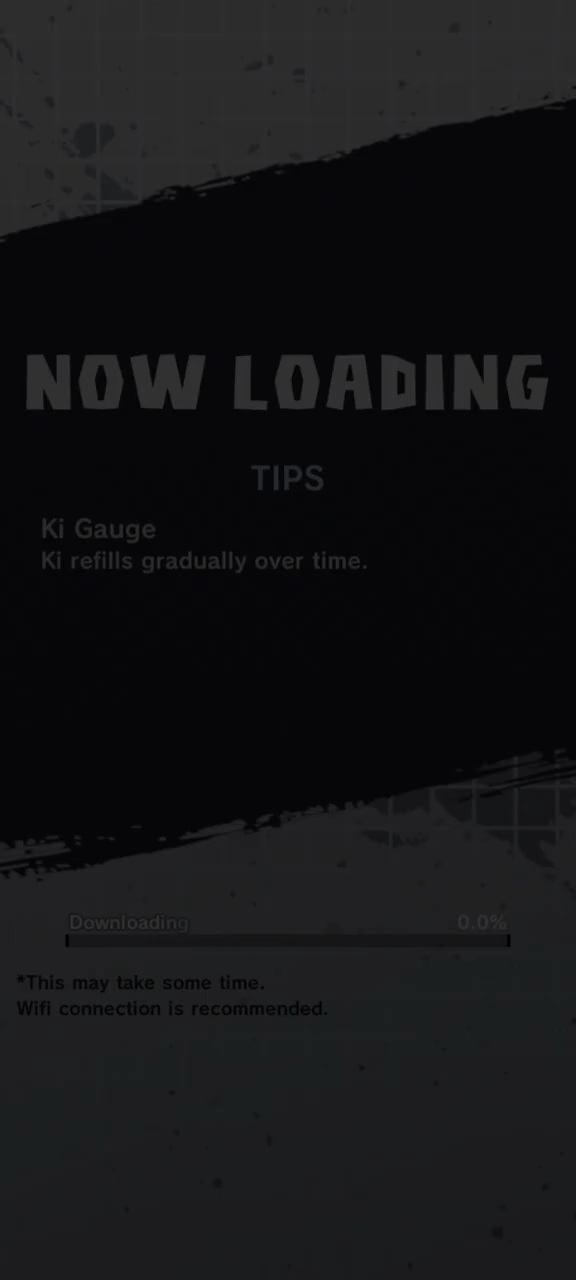 NOW LOADING
TIPS
Ki Gauge
Ki refills gradually over time.
Downloading 0.0%
*This may take some time.
Wifi connection is recommended.